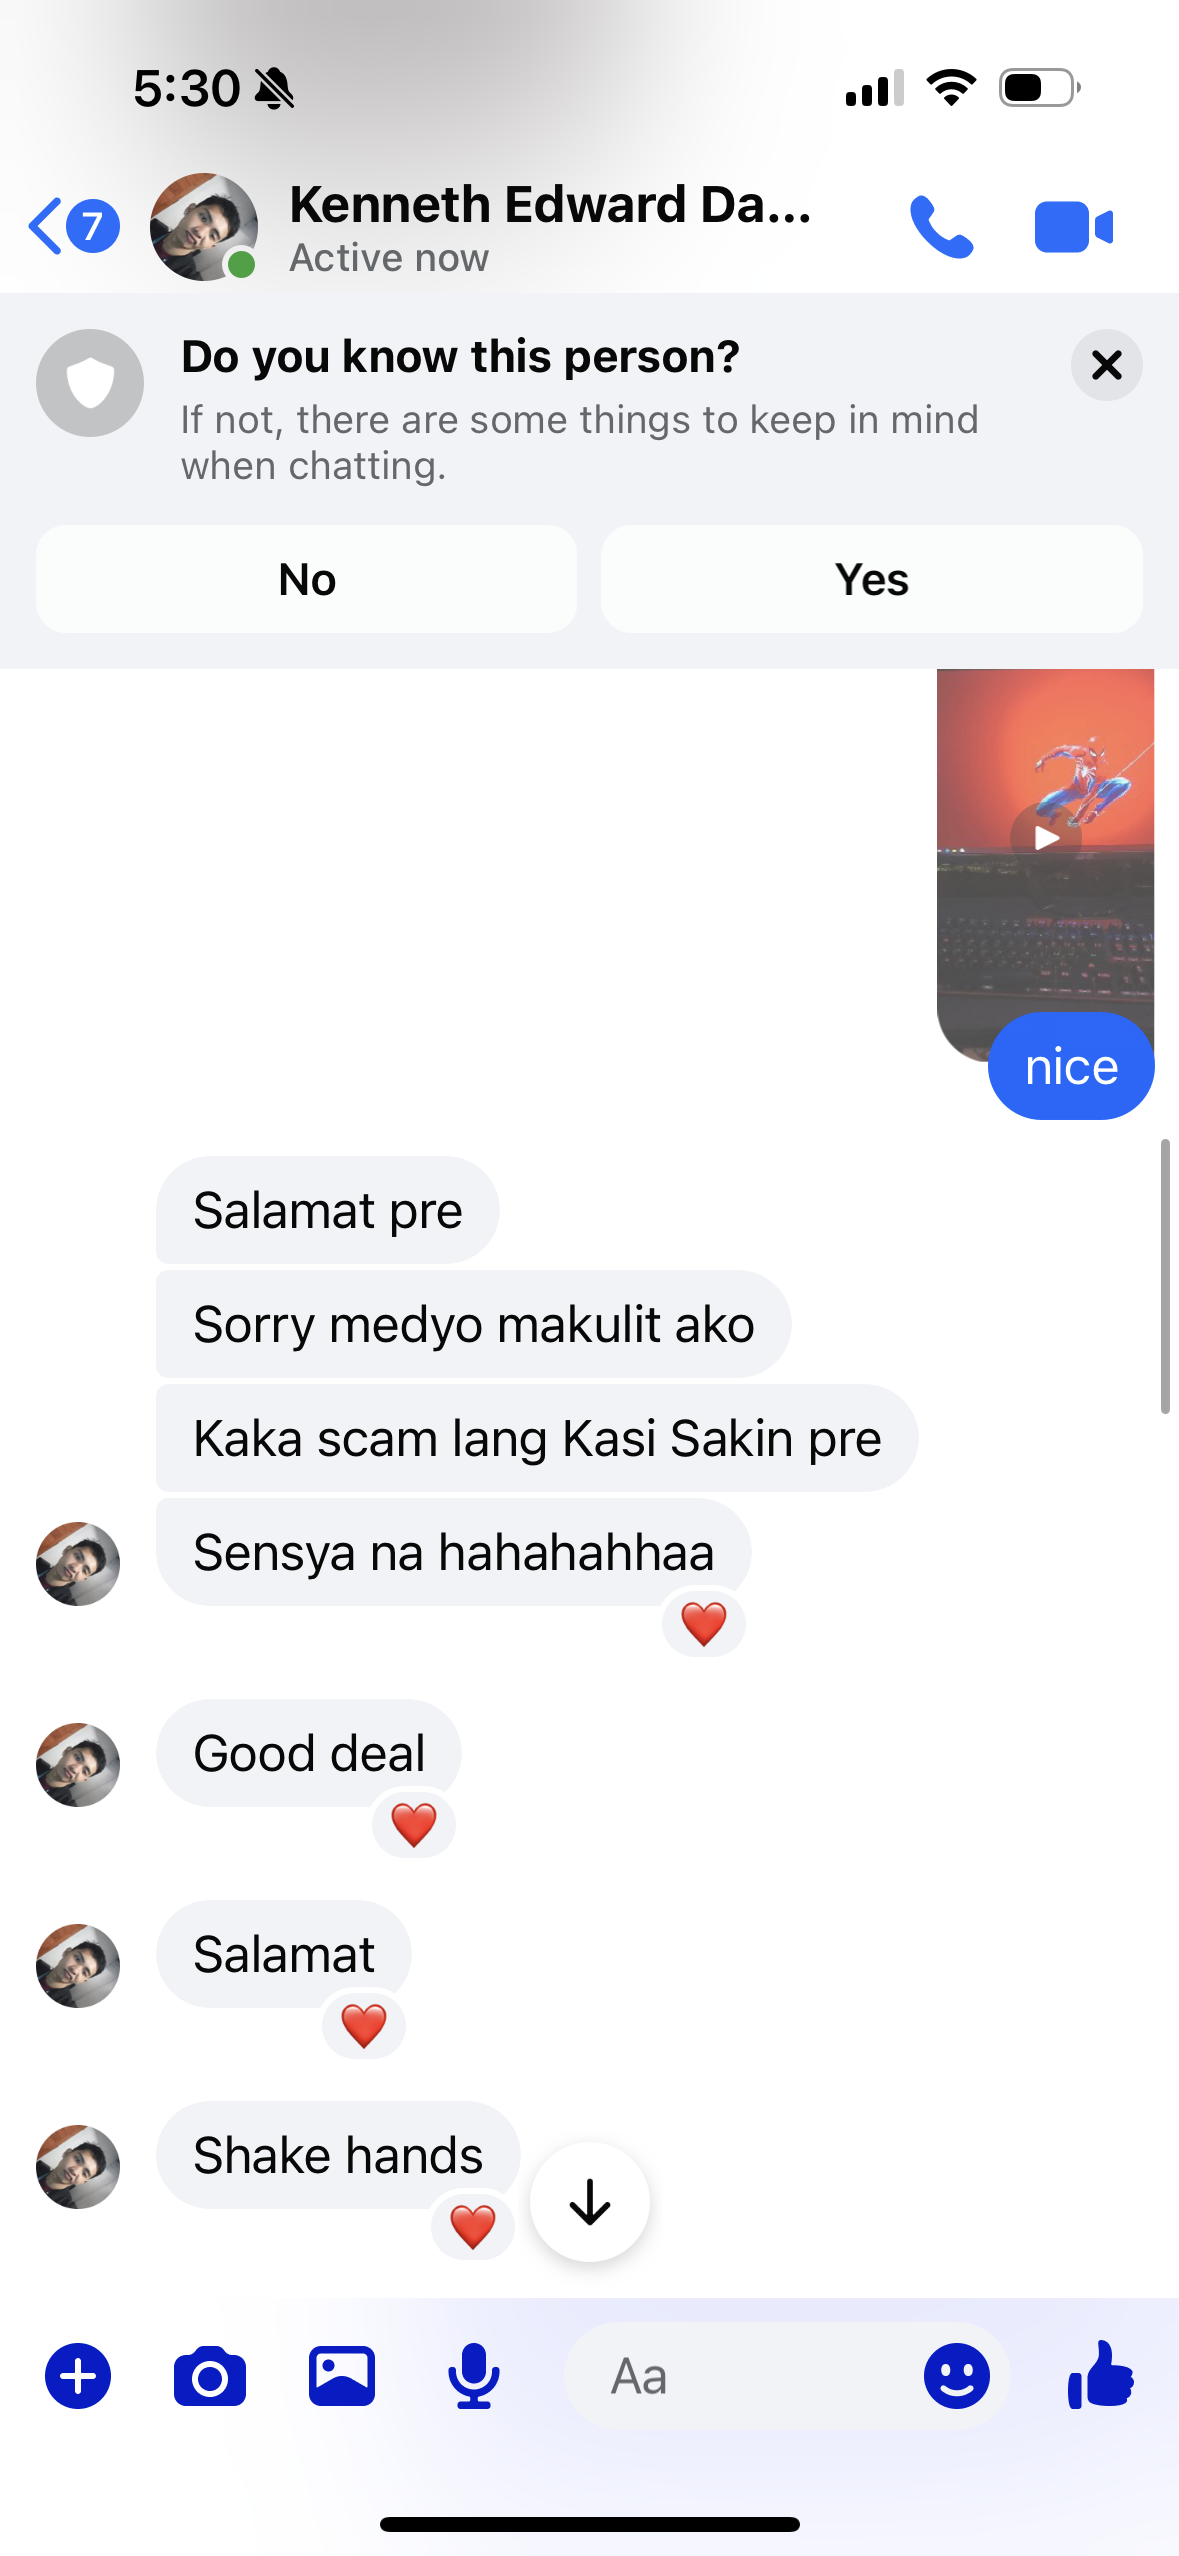 5:30
7
Kenneth Edward Da...
Active now
Do you know this person?
If not, there are some things to keep in mind
when chatting.
No
Yes
nice
Salamat pre
Sorry medyo makulit ako
Kaka scam lang Kasi Sakin pre
Sensya na hahahahhaa
Good deal
Salamat
Shake hands
Aa